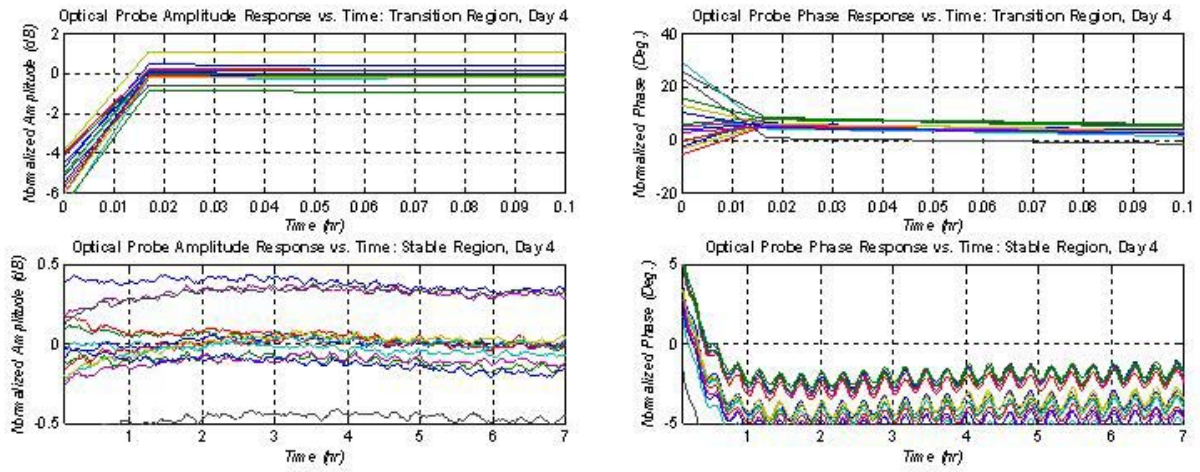 Optical Probe Amplitude Response vs. Time: Transition Region, Day 4
Normalized Amplitude (dB)
2
0
-2
-4
-6
0 0.01 0.02 0.03 0.04 0.05 0.06 0.07 0.08 0.09 0.1
Time (hr)
Optical Probe Phase Response vs. Time: Transition Region, Day 4
Normalized Phase (Deg.)
40
20
0
-20
0 0.01 0.02 0.03 0.04 0.05 0.06 0.07 0.08 0.09 0.1
Time (hr)
Optical Probe Amplitude Response vs. Time: Stable Region, Day 4
Normalized Amplitude (dB)
0.5
0
-0.5
1 2 3 4 5 6 7
Time (hr)
Optical Probe Phase Response vs. Time: Stable Region, Day 4
Normalized Phase (Deg.)
5
0
-5
1 2 3 4 5 6 7
Time (hr)